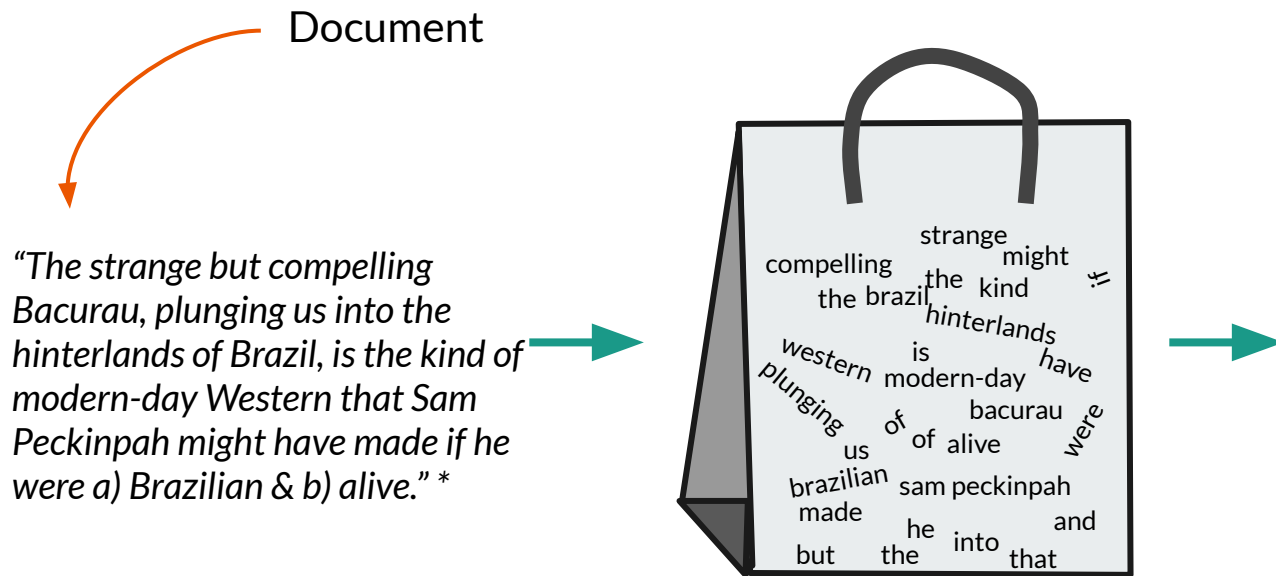 Document
“The strange but compelling
Bacurau, plunging us into the
hinterlands of Brazil, is the kind of
modern-day Western that Sam
Peckinpah might have made if he
were a) Brazilian & b) alive.” *
strange
might
compelling
the
kind
if
the
brazil
hinterlands
western
is
have
modern-day
plunging
bacurau
of
of
alive
were
us
brazilian
sam peckinpah
made
he
and
but
the
into
that